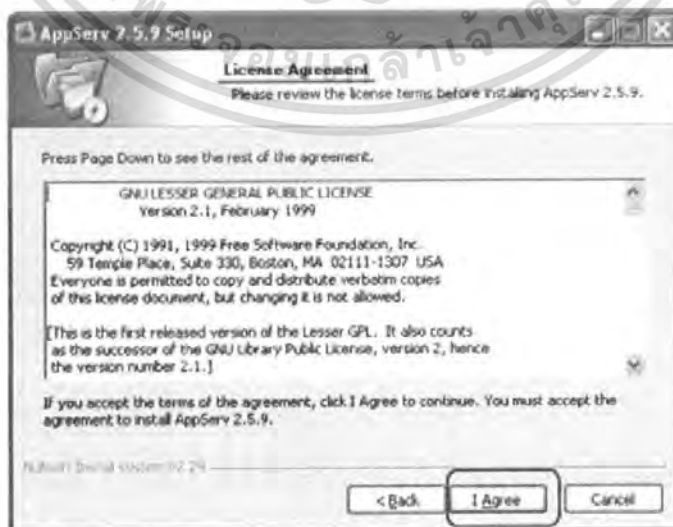 AppServ 2.5.9 Setup
License Agreement
Please review the license terms before installing AppServ 2.5.9.
Press Page Down to see the rest of the agreement.
GNU LESSER GENERAL PUBLIC LICENSE
Version 2.1, February 1999
Copyright (C) 1991, 1999 Free Software Foundation, Inc.
59 Temple Place, Suite 330, Boston, MA 02111-1307 USA
Everyone is permitted to copy and distribute verbatim copies
of this license document, but changing it is not allowed.
[This is the first released version of the Lesser GPL. It also counts
as the successor of the GNU Library Public License, version 2, hence
the version number 2.1.]
If you accept the terms of the agreement, click I Agree to continue. You must accept the
agreement to install AppServ 2.5.9.
< Back
I Agree
Cancel